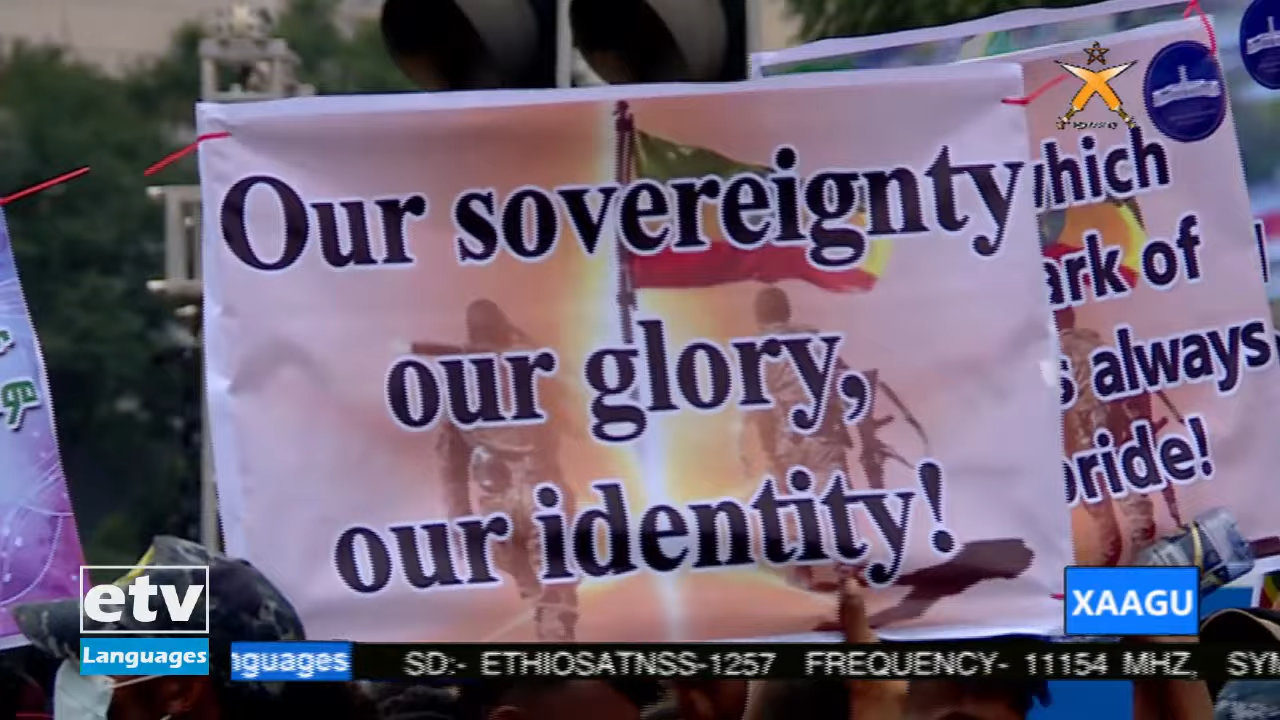 Our sovereignty
our glory,
our identity!
hich
ark of
s always
pride!
XAAGU
etv
Languages
nguages SD:- ETHIOSATNSS-1257 FREQUENCY- 11154 MHZ, SYM